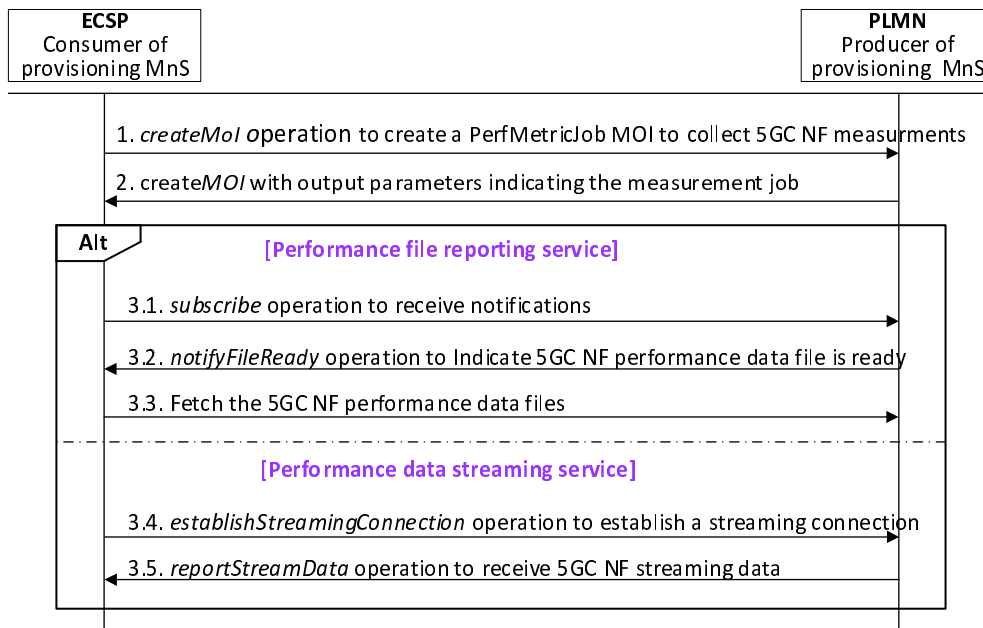 ECSP
Consumer of
provisioning MnS
PLMN
Producer of
provisioning MnS
1. createMoI operation to create a PerfMetricJob MOI to collect 5GC NF measurments
2. createMOI with output parameters indicating the measurement job
Alt
[Performance file reporting service]
3.1. subscribe operation to receive notifications
3.2. notifyFileReady operation to Indicate 5GC NF performance data file is ready
3.3. Fetch the 5GC NF performance data files
[Performance data streaming service]
3.4. establishStreamingConnection operation to establish a streaming connection
3.5. reportStreamData operation to receive 5GC NF streaming data